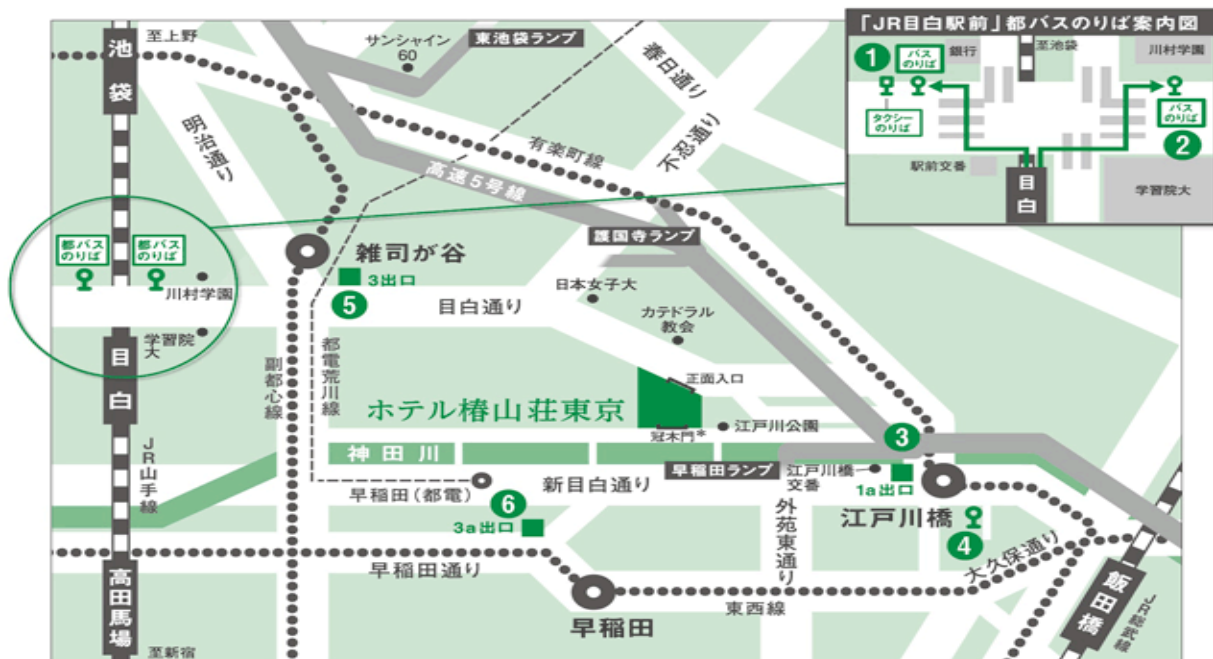 「JR目白駅前」都バスのりば案内図
1
バス
のりば
銀行
至池袋
川村学園
タクシー
のりば
バス
のりば
2
駅前交番
目白
学習院大
至上野
池袋
サンシャイン
60
東池袋ランプ
春日通り
明治通り
不忍通り
有楽町線
高速5号線
護国寺ランプ
都バス
のりば
都バス
のりば
雑司が谷
3出口
5
川村学園
目白通り
日本女子大
カテドラル
教会
学習院
大
目白
副都心線
都電荒川線
正面入口
ホテル椿山荘東京
冠木門*
江戸川公園
3
JR山手線
神田川
早稲田ランプ
江戸川橋
交番
1a出口
早稲田(都電)
新目白通り
6
3a出口
外苑東通り
江戸川橋
4
大久保通り
早稲田通り
高田馬場
早稲田
東西線
飯田橋
JR総武線
至新宿